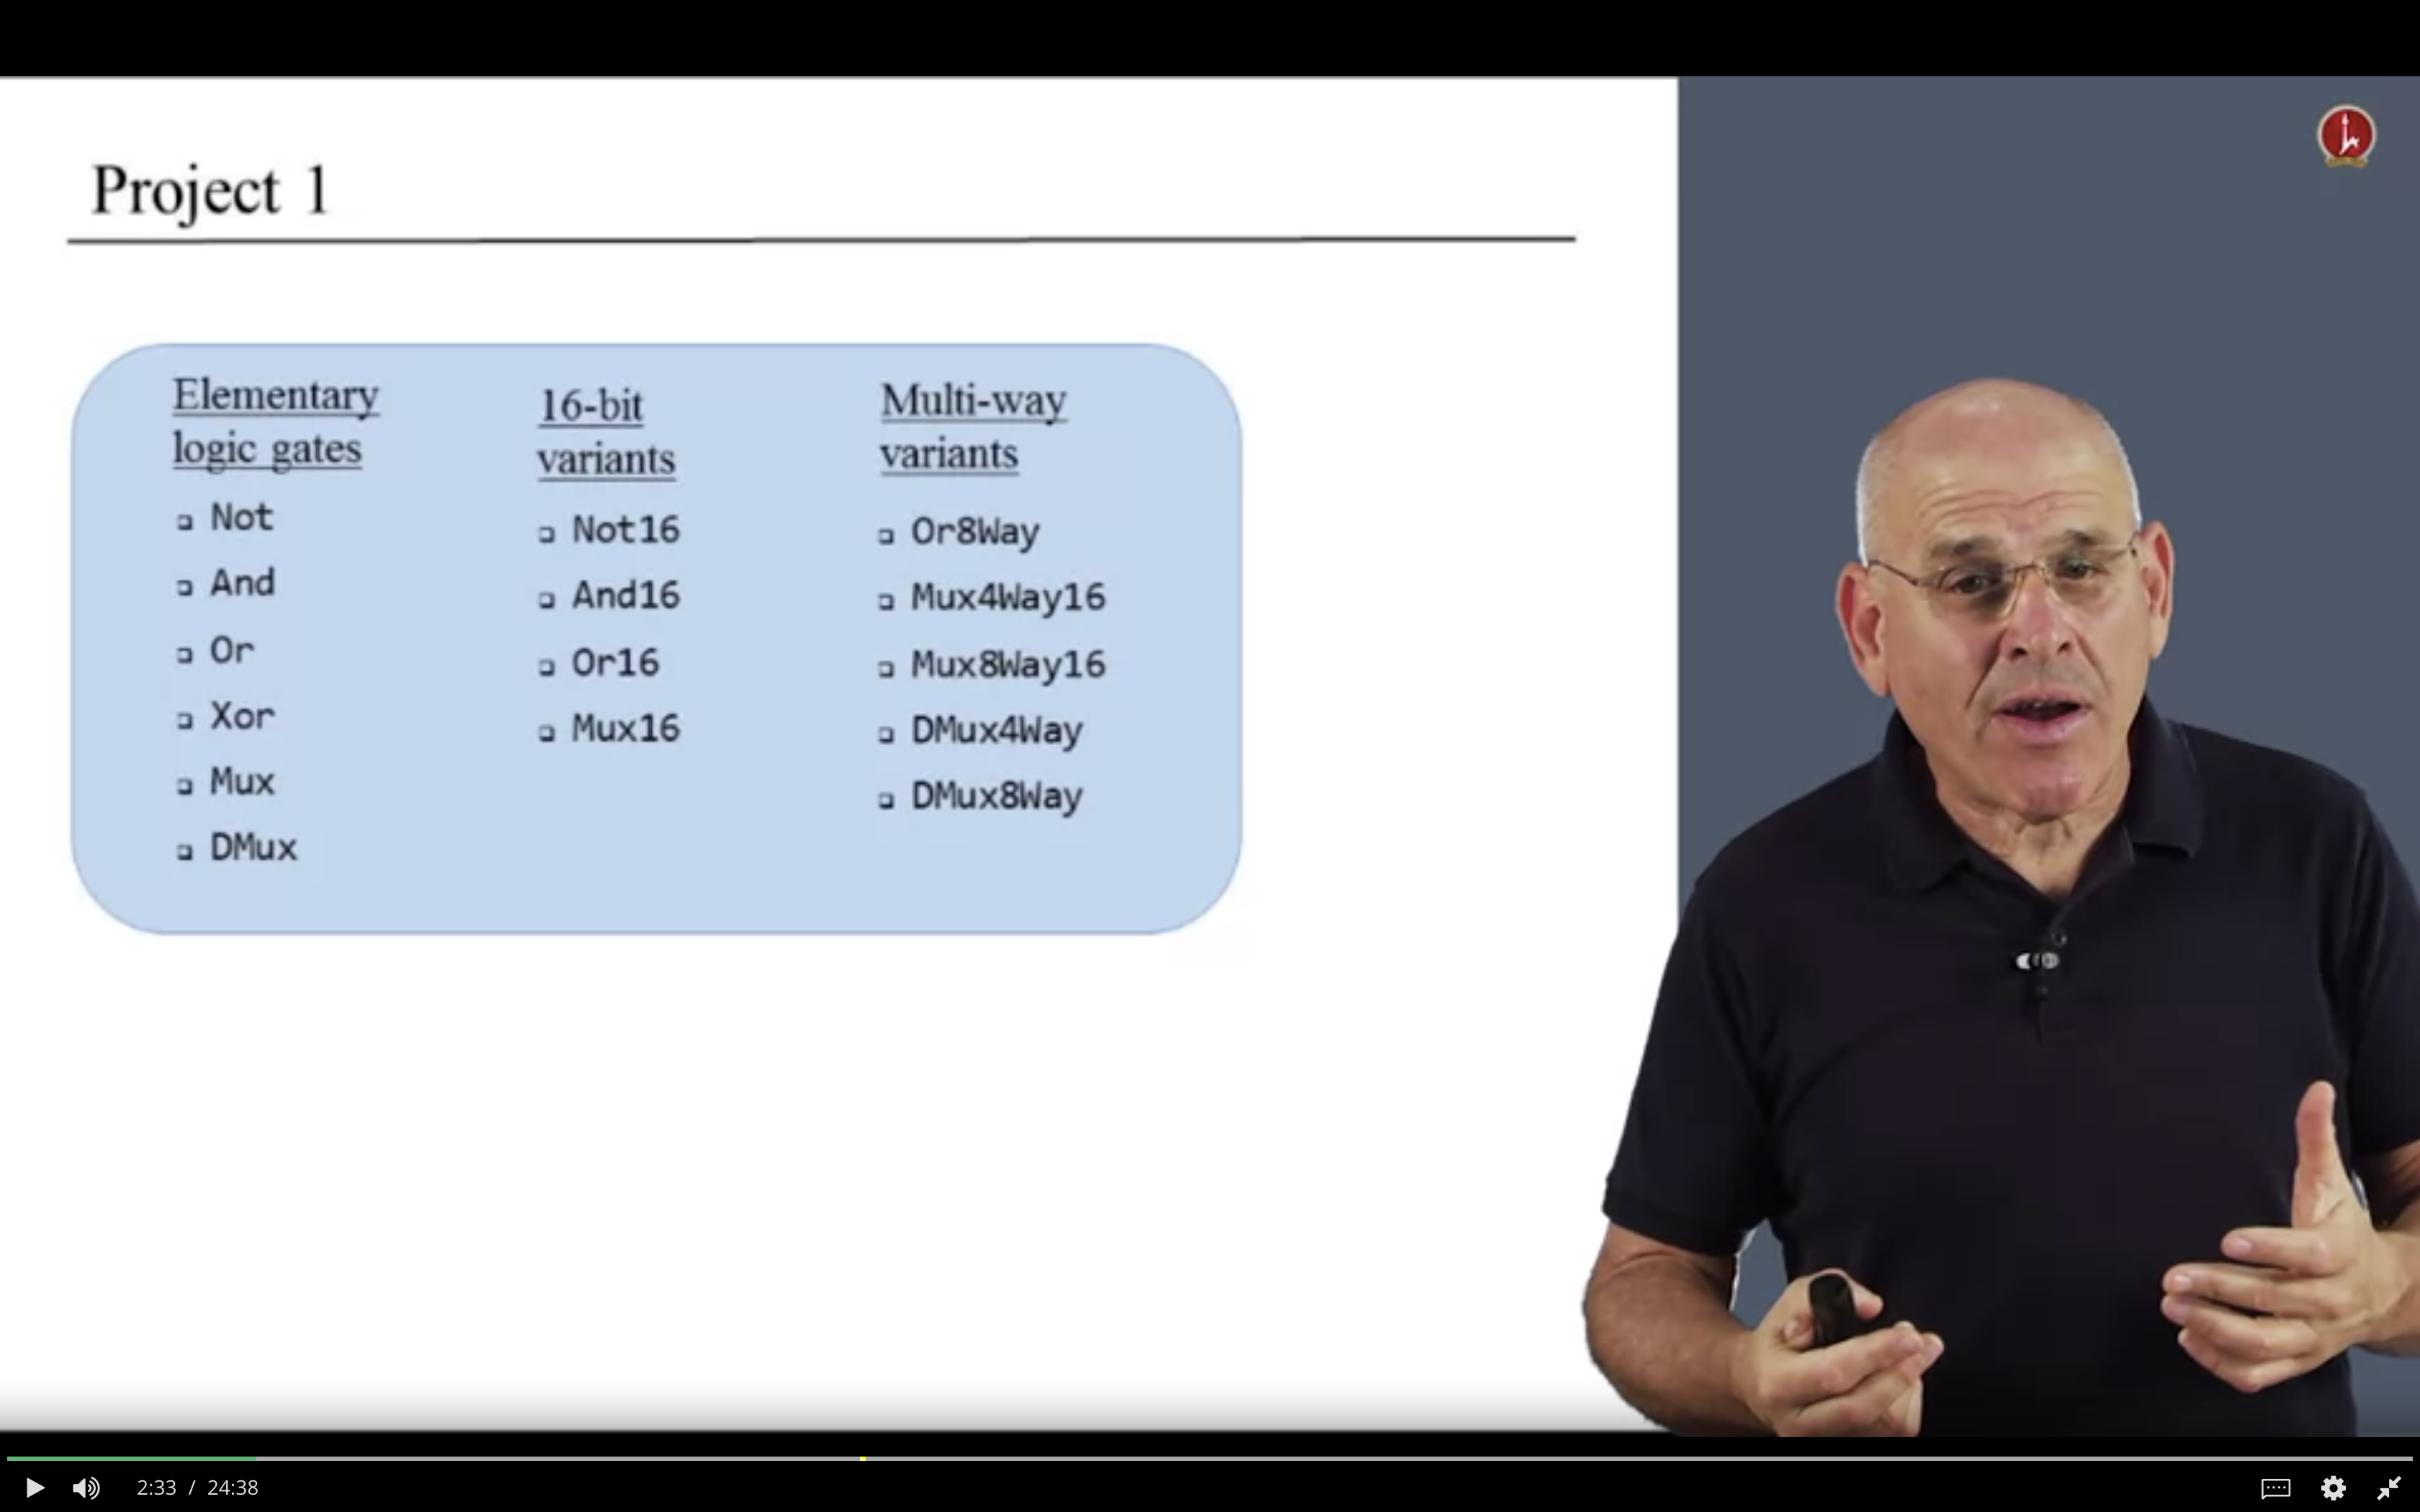 Project 1
Elementary
logic gates
Not
And
Or
Xor
Mux
DMux
16-bit
variants
Not16
And16
Or16
Mux16
Multi-way
variants
Or8Way
Mux4Way16
Mux8Way16
DMux4Way
DMux8Way
2:33 / 24:38